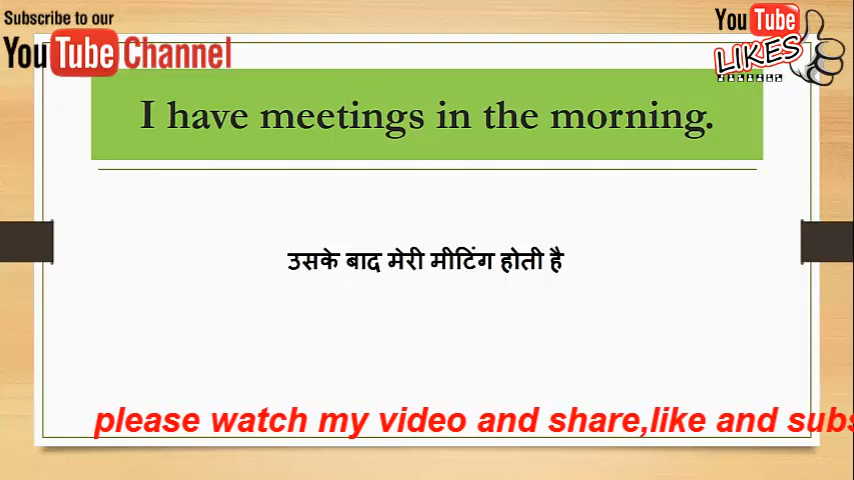 Subscribe to our
YouTube Channel
YouTube
LIKES
I have meetings in the morning.
उसके बाद मेरी मीटिंग होती है
please watch my video and share,like and subs